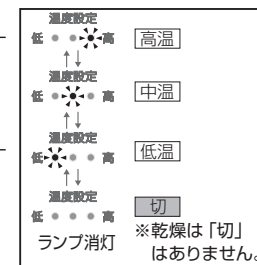 温度設定
低 高 高温
温度設定
低 高 中温
温度設定
低 高 低温
温度設定
低 高 切
ランプ消灯 ※乾燥は「切」
はありません。